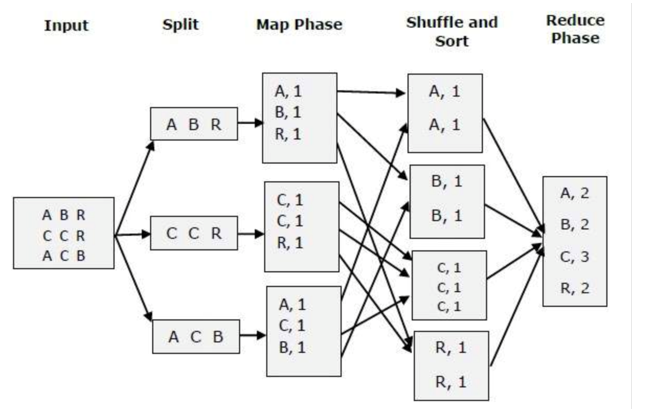 Input
Split
Map Phase
Shuffle and
Sort
Reduce
Phase
A B R
C C R
A C B
A B R
C C R
A C B
A, 1
B, 1
R, 1
C, 1
C, 1
R, 1
A, 1
C, 1
B, 1
A, 1
A, 1
B, 1
B, 1
C, 1
C, 1
C, 1
R, 1
R, 1
A, 2
B, 2
C, 3
R, 2